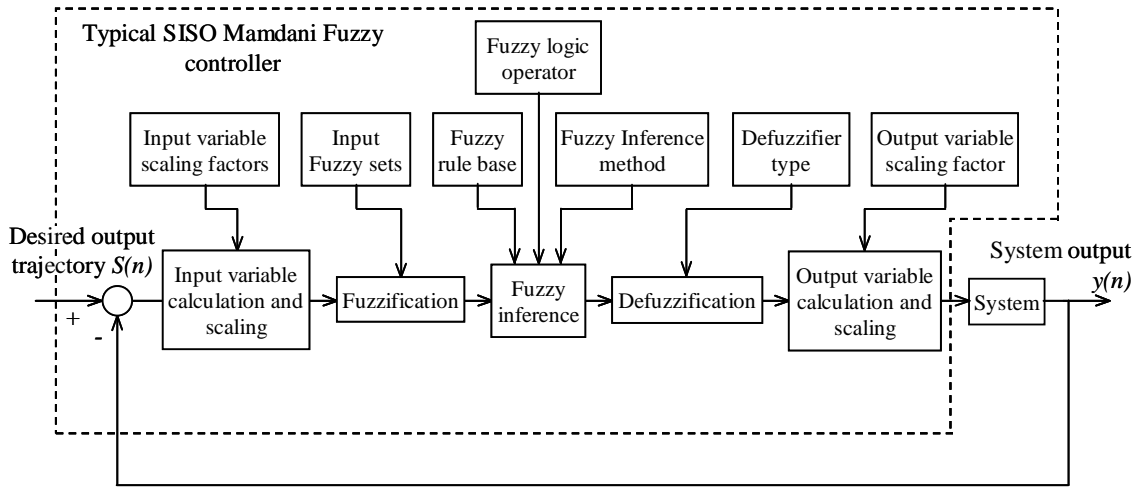 Typical SISO Mamdani Fuzzy
controller
Fuzzy logic
operator
Input variable
scaling factors
Input
Fuzzy sets
Fuzzy
rule base
Fuzzy Inference
method
Defuzzifier
type
Output variable
scaling factor
Desired output
trajectory S(n)
+
-
Input variable
calculation and
scaling
Fuzzification
Fuzzy
inference
Defuzzification
Output variable
calculation and
scaling
System
System output
y(n)